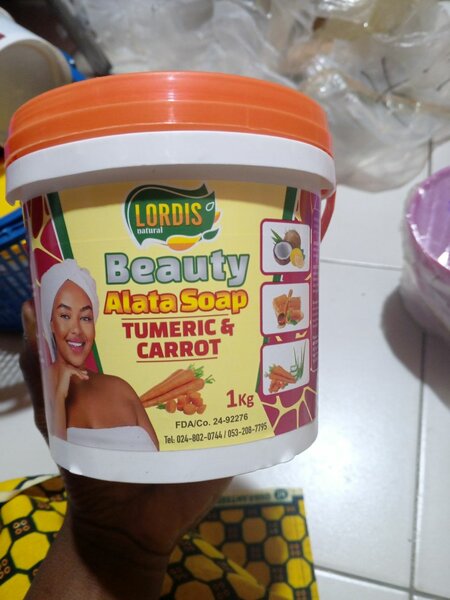 LORDIS
natural
Beauty
Alata Soap
TUMERIC &
CARROT
1Kg
FDA/Co. 24-92276
Tel: 024-802-0744 / 053-208-7795